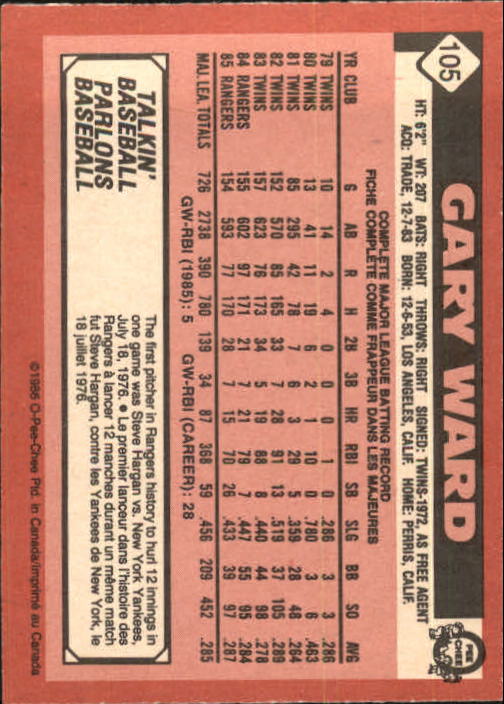 105
GARY WARD
O
PEE
CHEE
HT: 6'2" WT: 207 BATS: RIGHT THROWS: RIGHT SIGNED: TWINS-1972, AS FREE AGENT
ACQ: TRADE, 12-7-83 BORN: 12-6-53, LOS ANGELES, CALIF. HOME: PERRIS, CALIF.
COMPLETE MAJOR LEAGUE BATTING RECORD
FICHE COMPLÈTE COMME FRAPPEUR DANS LES MAJEURES
YR CLUB G AB R H 2B 3B HR RBI SB SLG BB SO AVG
79 TWINS 10 14 2 4 0 0 0 1 0 .286 3 3 .286
80 TWINS 13 41 11 19 6 2 1 10 0 .780 3 6 .463
81 TWINS 85 295 42 78 7 6 3 29 5 .359 28 48 .264
82 TWINS 152 570 85 165 33 7 28 91 13 .519 37 105 .289
83 TWINS 157 623 76 173 34 5 19 88 8 .440 44 98 .278
84 RANGERS 155 602 97 171 21 7 21 79 7 .447 55 95 .284
85 RANGERS 154 593 77 170 28 7 15 70 26 .433 39 97 .287
MAJ. LEA. TOTALS 726 2738 390 780 139 34 87 368 59 .456 209 452 .285
GW-RBI (1985): 5 GW-RBI (CAREER): 28
TALKIN'
BASEBALL
PARLONS
BASEBALL
The first pitcher in Rangers history to hurl 12 innings in
one game was Steve Hargan vs. New York Yankees,
July 18, 1976. • Le premier lanceur dans l'histoire des
Rangers à lancer 12 manches durant un même match
fut Steve Hargan, contre les Yankees de New York, le
18 juillet 1976.
©1986 O-Pee-Chee Ptd. in Canada/Imprimé au Canada